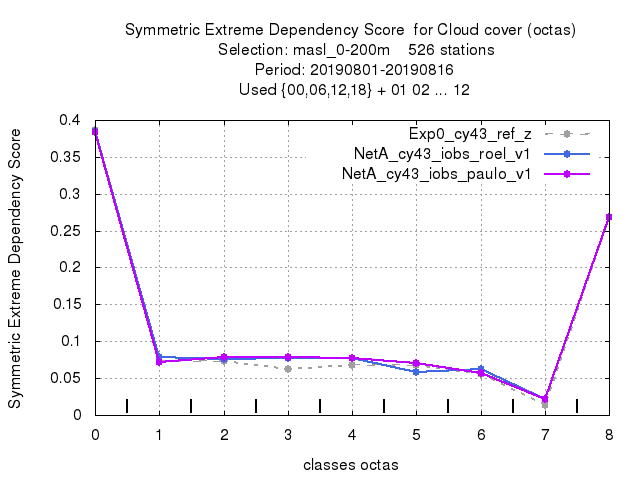 Symmetric Extreme Dependency Score  for Cloud cover (octas)
Selection: masl_0-200m    526 stations
Period: 20190801-20190816
Used {00,06,12,18} + 01 02 ... 12
Symmetric Extreme Dependency Score
0.4
0.35
0.3
0.25
0.2
0.15
0.1
0.05
0
Exp0_cy43_ref_z
NetA_cy43_iobs_roel_v1
NetA_cy43_iobs_paulo_v1
0 1 2 3 4 5 6 7 8
classes octas